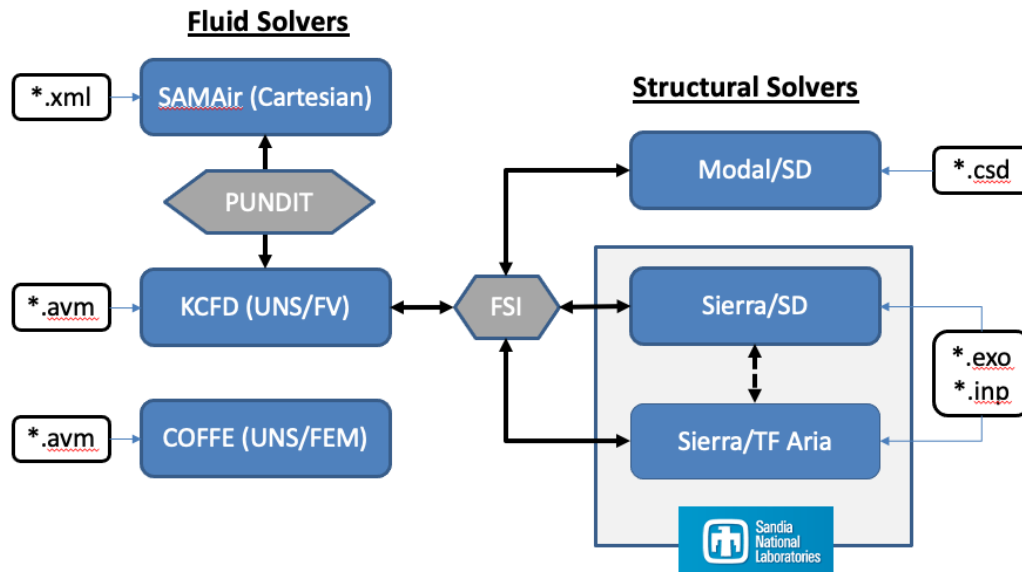 Fluid Solvers
*.xml
SAMAir (Cartesian)
PUNDIT
*.avm
KCFD (UNS/FV)
*.avm
COFFE (UNS/FEM)
FSI
Structural Solvers
Modal/SD
*.csd
Sierra/SD
*.exo
*.inp
Sierra/TF Aria
Sandia
National
Laboratories